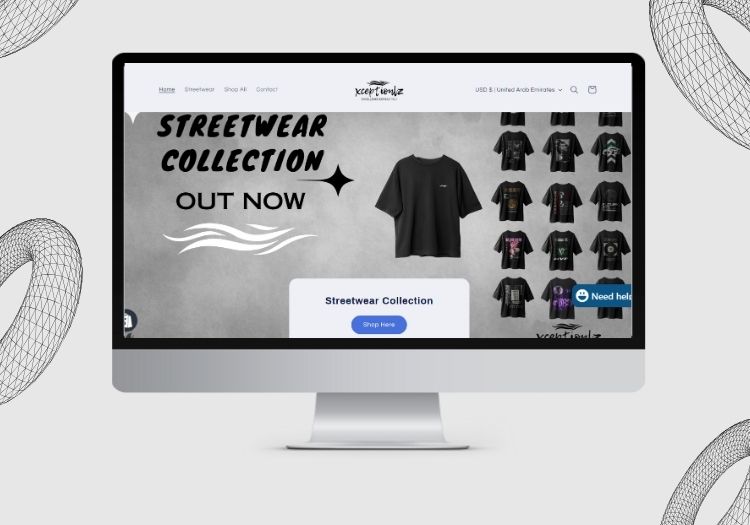 Home Streetwear Shop All Contact
xceptionlz
USD $ | United Arab Emirates
STREETWEAR
COLLECTION
OUT NOW
Streetwear Collection
Shop Here
Need help
xceptionlz